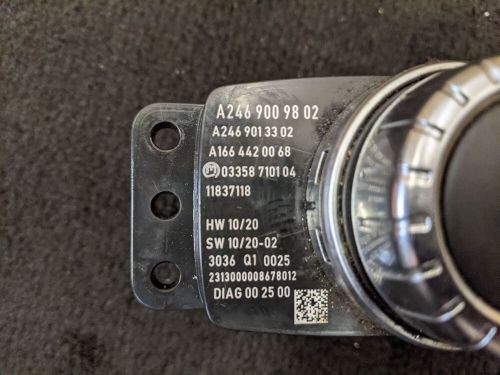 A246 900 98 02
A246 901 33 02
A166 442 00 68
03358 7101 04
11837118
HW 10/20
SW 10/20-02
3036 Q1 0025
2313000008678012
DIAG 00 25 00